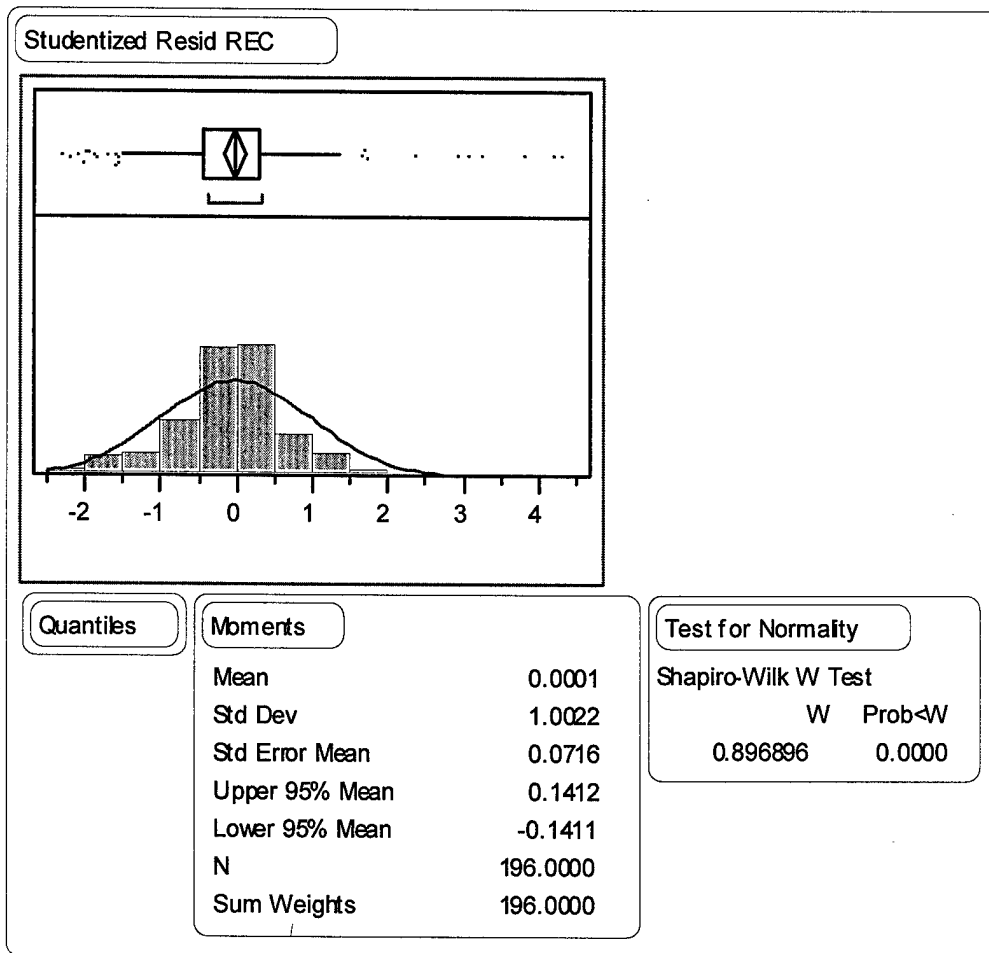 Studentized Resid REC
-2 -1 0 1 2 3 4
Quantiles
Moments
Mean 0.0001
Std Dev 1.0022
Std Error Mean 0.0716
Upper 95% Mean 0.1412
Lower 95% Mean -0.1411
N 196.0000
Sum Weights 196.0000
Test for Normality
Shapiro-Wilk W Test
W Prob<W
0.896896 0.0000